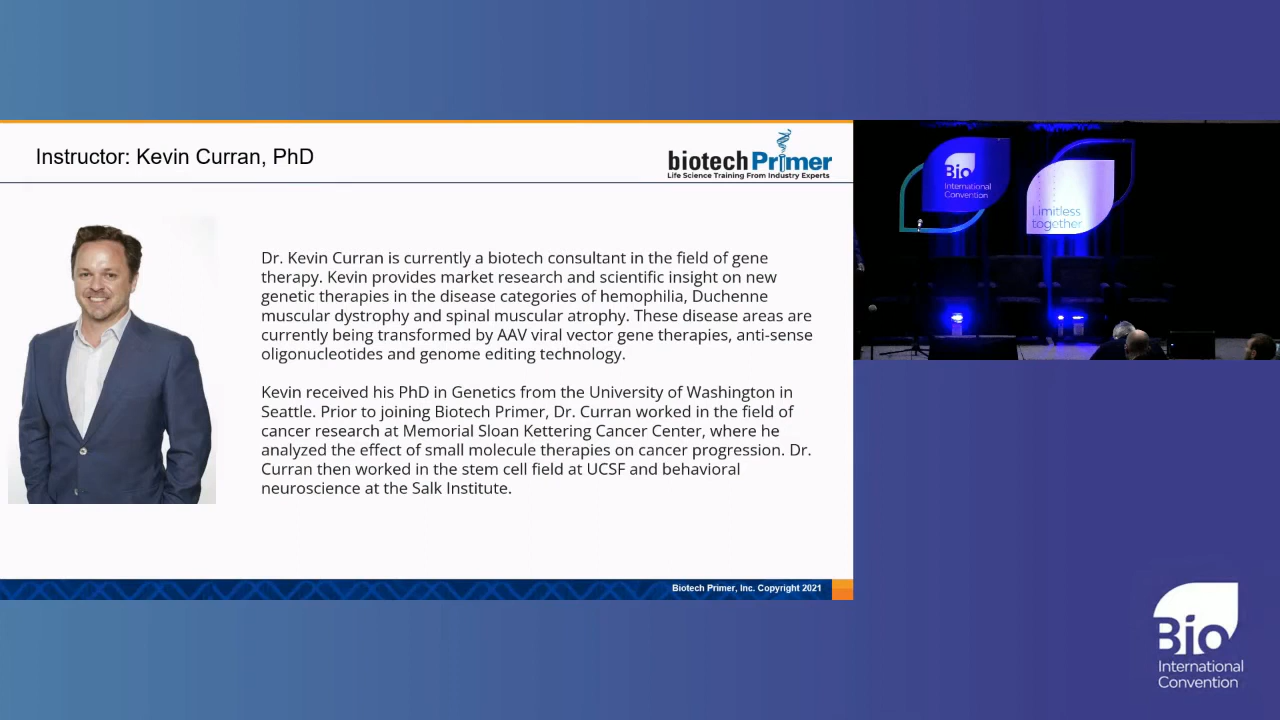 Instructor: Kevin Curran, PhD
biotechPrimer
Life Science Training From Industry Experts
Dr. Kevin Curran is currently a biotech consultant in the field of gene
therapy. Kevin provides market research and scientific insight on new
genetic therapies in the disease categories of hemophilia, Duchenne
muscular dystrophy and spinal muscular atrophy. These disease areas are
currently being transformed by AAV viral vector gene therapies, anti-sense
oligonucleotides and genome editing technology.
Kevin received his PhD in Genetics from the University of Washington in
Seattle. Prior to joining Biotech Primer, Dr. Curran worked in the field of
cancer research at Memorial Sloan Kettering Cancer Center, where he
analyzed the effect of small molecule therapies on cancer progression. Dr.
Curran then worked in the stem cell field at UCSF and behavioral
neuroscience at the Salk Institute.
Biotech Primer, Inc. Copyright 2021
Bio
International
Convention
Limitless
together
Bio
International
Convention